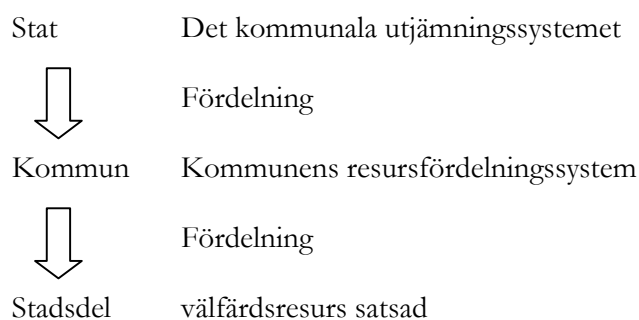 Stat Det kommunala utjämningssystemet
Fördelning
Kommun Kommunens resursfördelningssystem
Fördelning
Stadsdel välfärdsresurs satsad